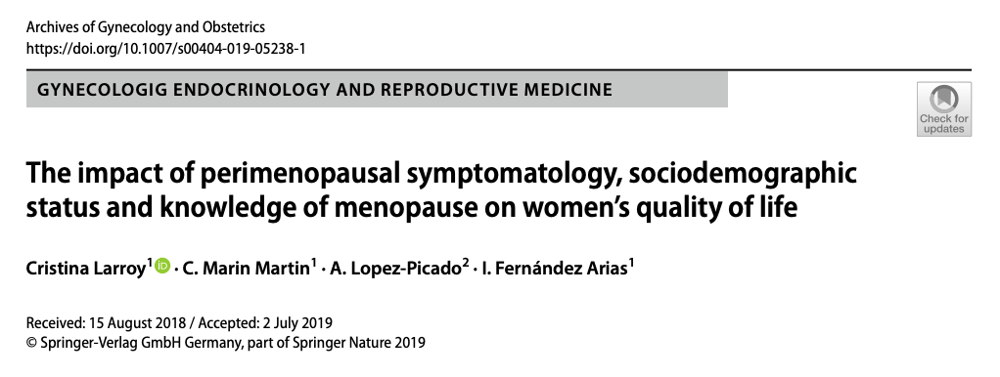 Archives of Gynecology and Obstetrics
https://doi.org/10.1007/s00404-019-05238-1
GYNECOLOGIG ENDOCRINOLOGY AND REPRODUCTIVE MEDICINE
Check for
updates
The impact of perimenopausal symptomatology, sociodemographic
status and knowledge of menopause on women’s quality of life
Cristina Larroy1 iD · C. Marin Martin1 · A. Lopez-Picado2 · I. Fernández Arias1
Received: 15 August 2018 / Accepted: 2 July 2019
© Springer-Verlag GmbH Germany, part of Springer Nature 2019